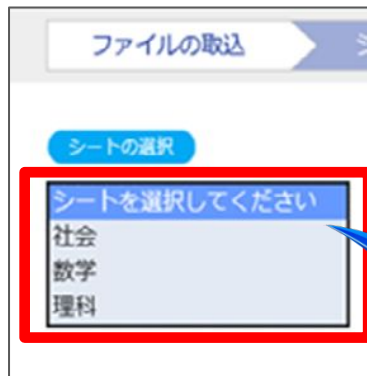 ファイルの取込
シートの選択
シートを選択してください
社会
数学
理科